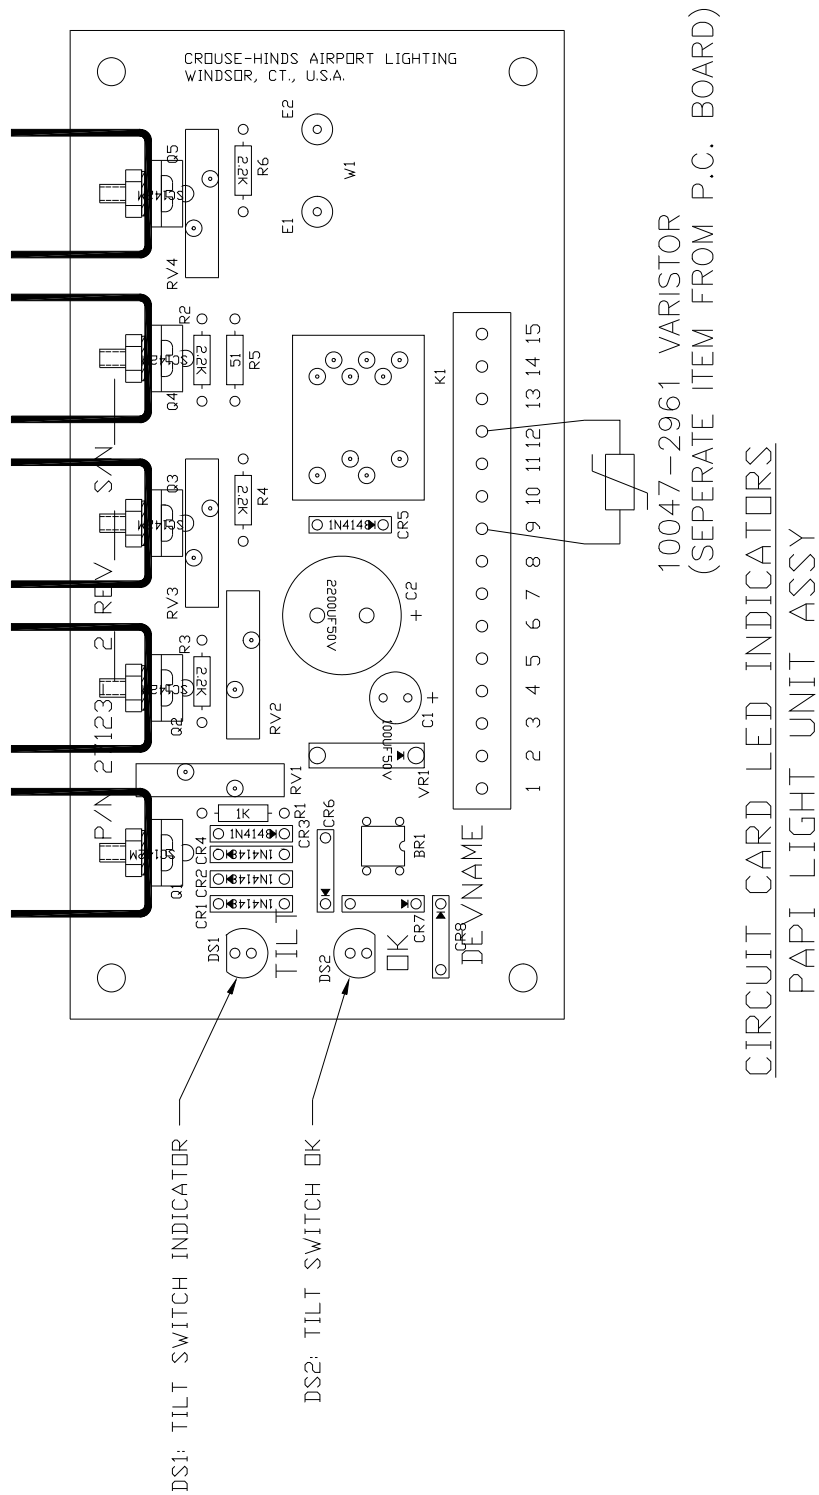 CROUSE-HINDS AIRPORT LIGHTING
WINDSOR, CT., U.S.A.
E2
W1
E1
Q5
2.2K
R6
RV4
R2
2.2K
51
R5
Q4
K1
Q3
2.2K
R4
RV3
1N4148
CR5
2200UF50V
C2
+
R3
2.2K
Q2
RV2
100UF50V
C1
+
VR1
RV1
1K
R1
1N4148
CR3
CR4
1N4148
CR2
1N4148
CR1
1N4148
Q1
CR6
BR1
CR7
CR8
P/N
2
REV
S/N
1 2 3 4 5 6 7 8 9 10 11 12 13 14 15
DEVNAME
DS1
TILT
DS2
OK
DS1: TILT SWITCH INDICATOR
DS2: TILT SWITCH OK
10047-2961 VARISTOR
(SEPERATE ITEM FROM P.C. BOARD)
CIRCUIT CARD LED INDICATORS
PAPI LIGHT UNIT ASSY